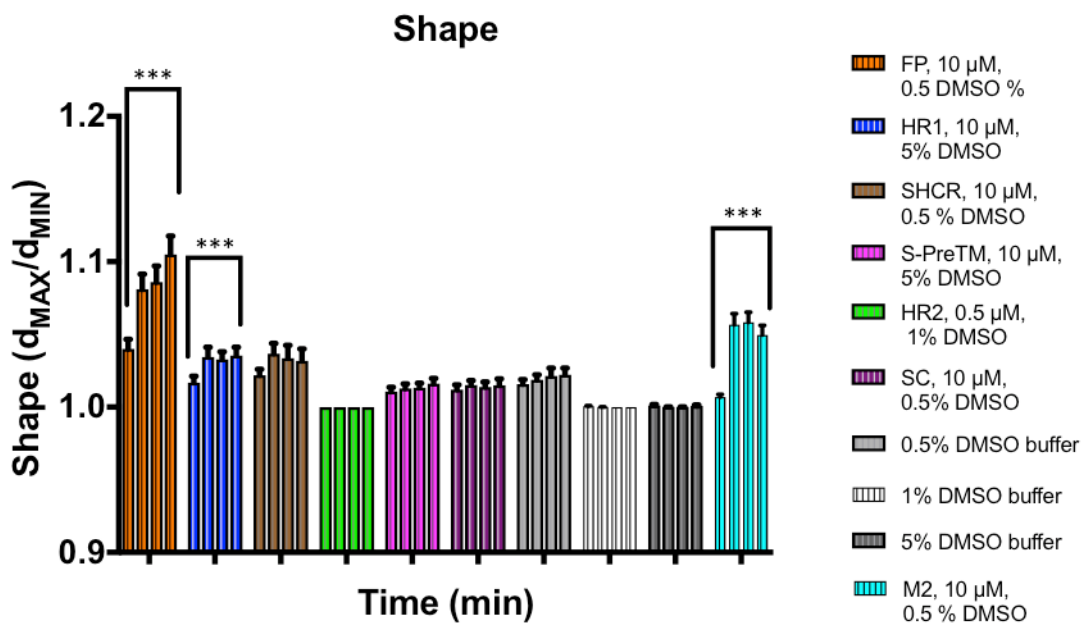 Shape
***
***
***
1.2
1.1
1.0
0.9
Shape (dMAX/dMIN)
Time (min)
FP, 10 µM,
0.5 DMSO %
HR1, 10 µM,
5% DMSO
SHCR, 10 µM,
0.5 % DMSO
S-PreTM, 10 µM,
5% DMSO
HR2, 0.5 µM,
1% DMSO
SC, 10 µM,
0.5% DMSO
0.5% DMSO buffer
1% DMSO buffer
5% DMSO buffer
M2, 10 µM,
0.5 % DMSO